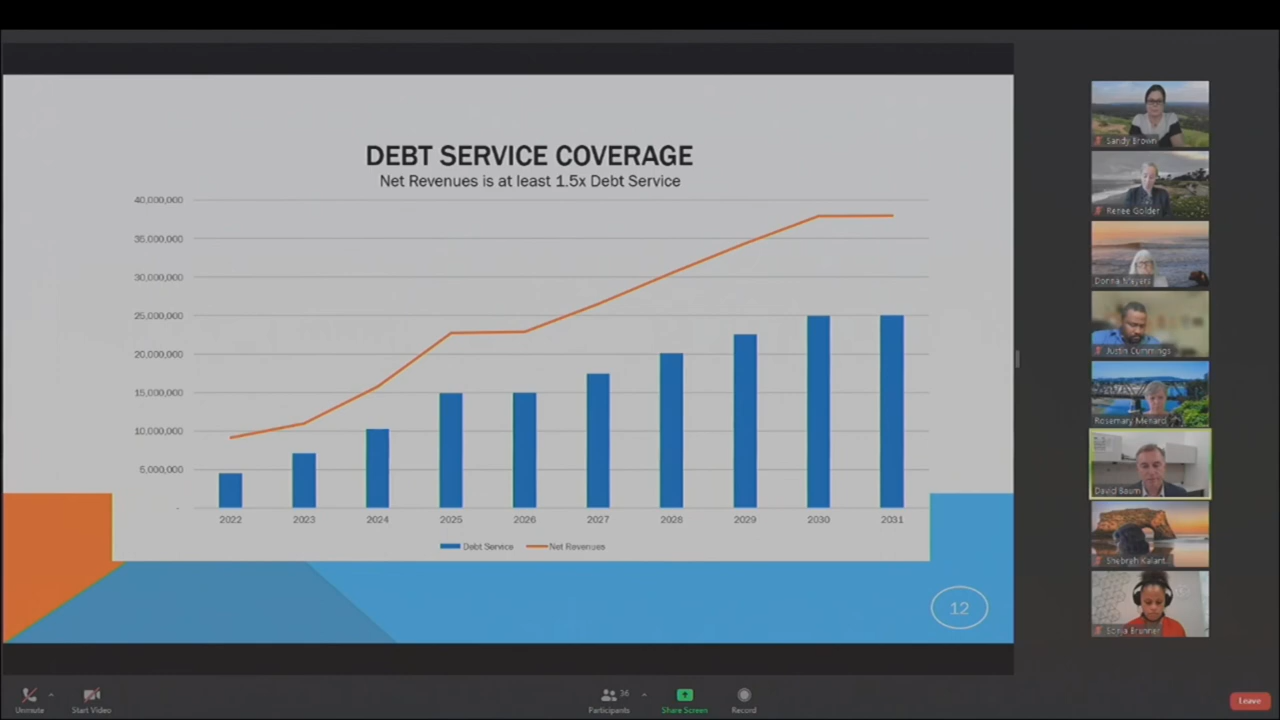 DEBT SERVICE COVERAGE
Net Revenues is at least 1.5x Debt Service
40,000,000
35,000,000
30,000,000
25,000,000
20,000,000
15,000,000
10,000,000
5,000,000
-
2022 2023 2024 2025 2026 2027 2028 2029 2030 2031
Debt Service Net Revenues
12
Sandy Brown
Renee Golder
Donna Meyers
Justin Cummings
Rosemary Menard
David Baum
Shebreh Kalant
Sonja Brunner
Unmute Start Video Participants 36 Share Screen Record Leave